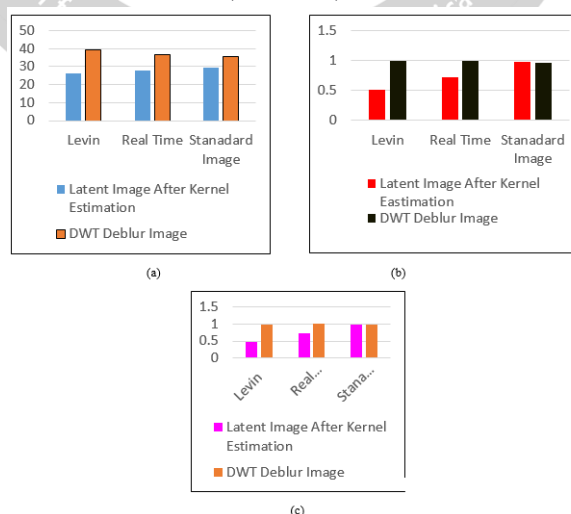 50
40
30
20
10
0
Levin
Real Time
Stanadard
Image
Latent Image After Kernel
Estimation
DWT Deblur Image
(a)
1.5
1
0.5
0
Levin
Real Time
Stanadard
Image
Latent Image After Kernel
Eastimation
DWT Deblur Image
(b)
1.5
1
0.5
0
Levin
Real...
Stana...
Latent Image After Kernel
Estimation
DWT Deblur Image
(c)